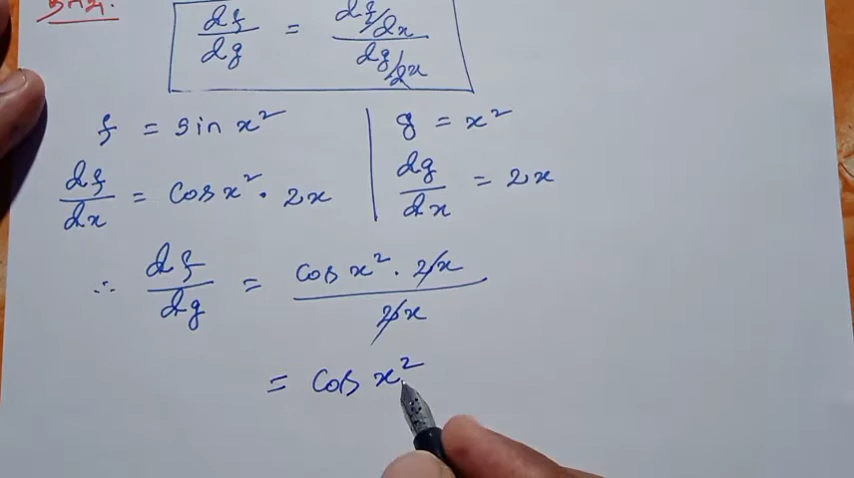 df/dg = (df/dx)/(dg/dx)
f = sin x² | g = x²
df/dx = cos x² · 2x | dg/dx = 2x
∴ df/dg = (cos x² · 2x)/(2x)
= cos x²